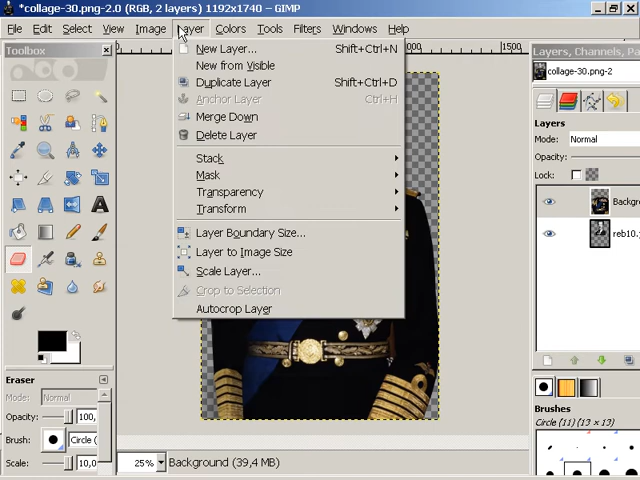 *collage-30.png-2.0 (RGB, 2 layers) 1192x1740 – GIMP
File Edit Select View Image Layer Colors Tools Filters Windows Help
Toolbox
New Layer... Shift+Ctrl+N
New from Visible
Duplicate Layer Shift+Ctrl+D
Anchor Layer Ctrl+H
Merge Down
Delete Layer
Stack
Mask
Transparency
Transform
Layer Boundary Size...
Layer to Image Size
Scale Layer...
Crop to Selection
Autocrop Layer
1500
Layers, Channels, Pa
collage-30.png-2
Layers
Mode: Normal
Opacity:
Lock:
Backgr
reb10.
Eraser
Mode: Normal
Opacity: 100,
Brush: Circle (
Scale: 10,0
25% Background (39,4 MB)
Brushes
Circle (11) (13 × 13)